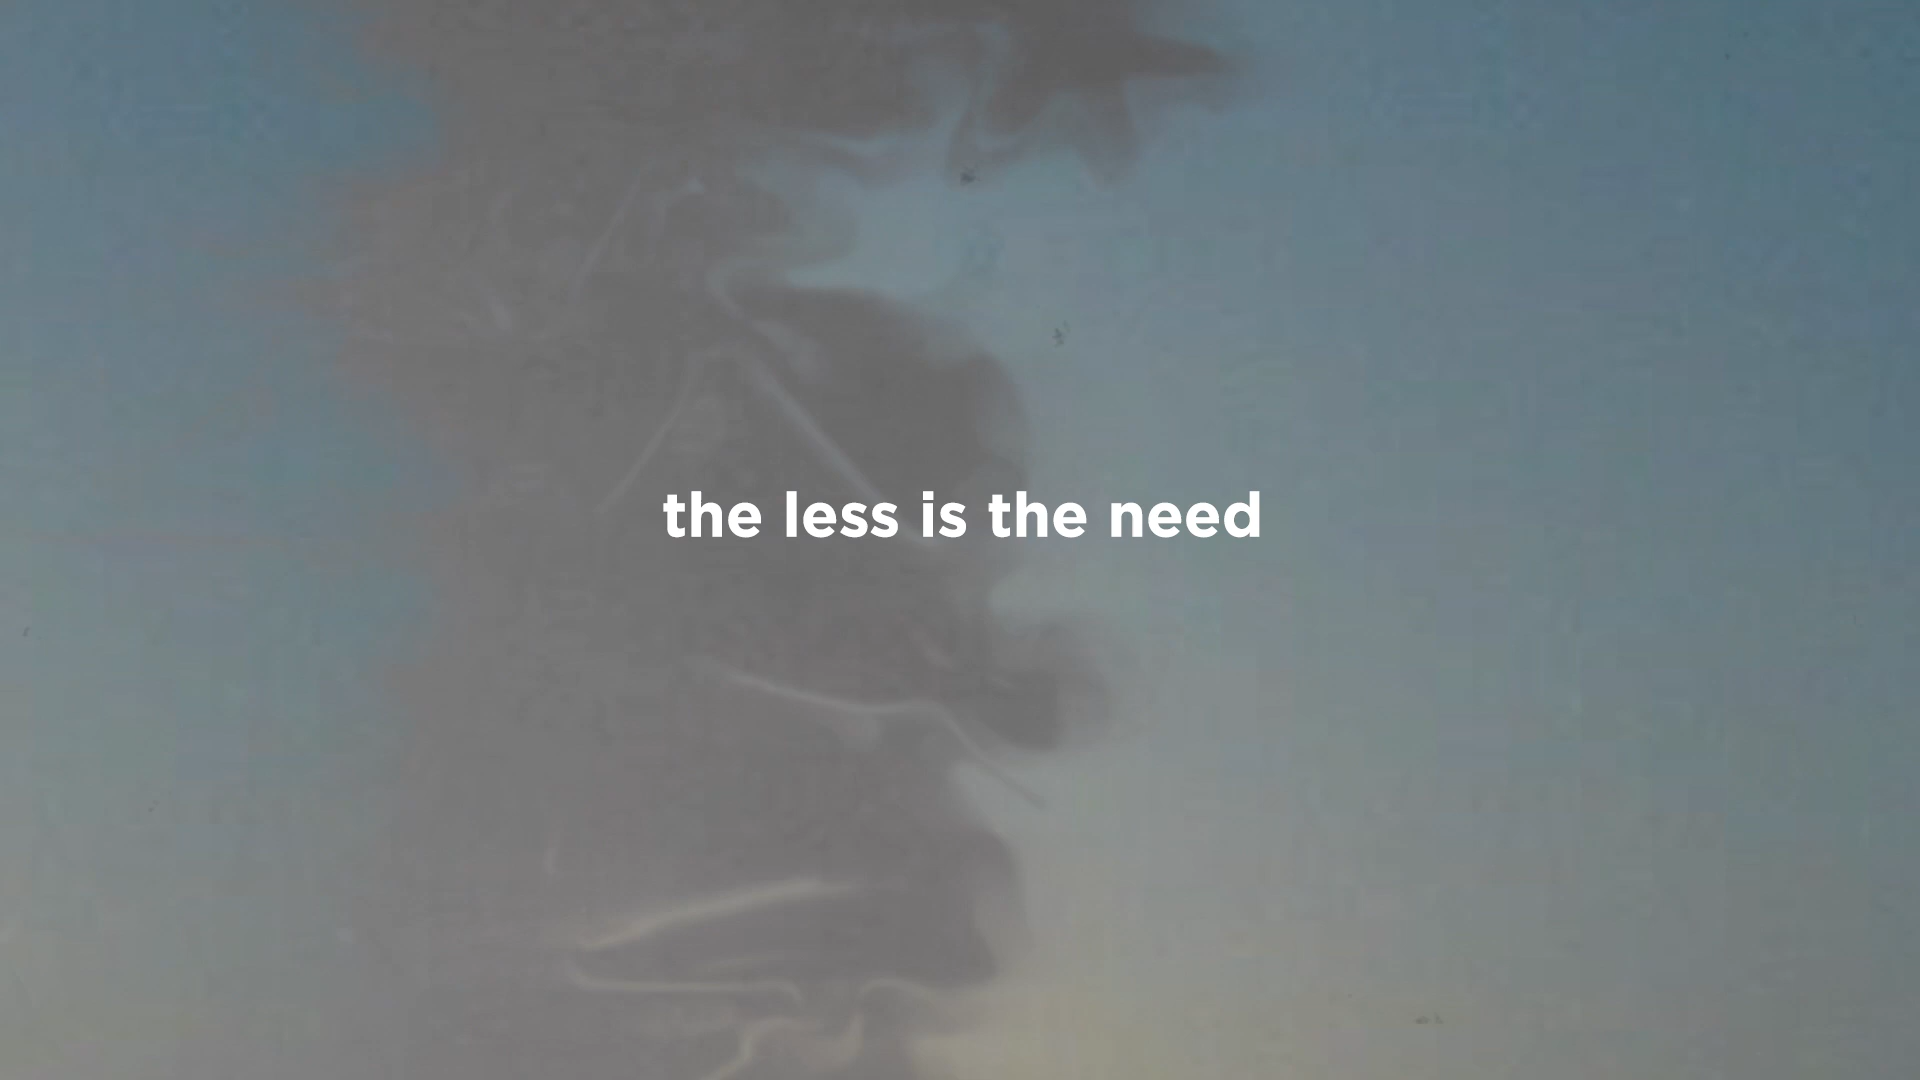 the less is the need